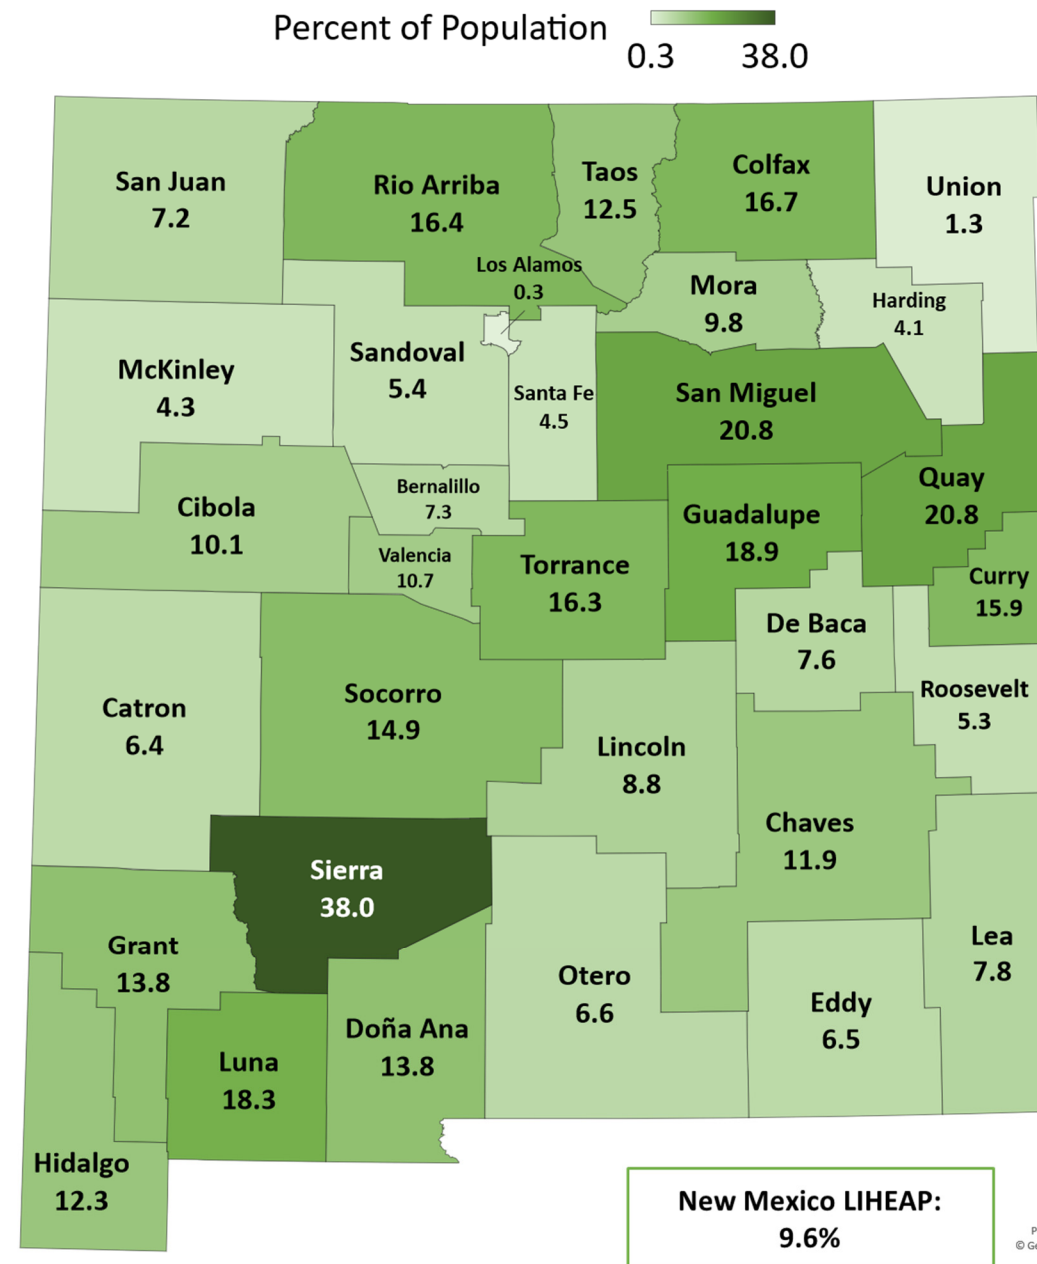 Percent of Population
0.3 38.0
San Juan
7.2
Rio Arriba
16.4
Taos
12.5
Colfax
16.7
Union
1.3
Los Alamos
0.3
Mora
9.8
Harding
4.1
McKinley
4.3
Sandoval
5.4
Santa Fe
4.5
San Miguel
20.8
Quay
20.8
Cibola
10.1
Bernalillo
7.3
Guadalupe
18.9
Valencia
10.7
Torrance
16.3
Curry
15.9
De Baca
7.6
Catron
6.4
Socorro
14.9
Roosevelt
5.3
Lincoln
8.8
Chaves
11.9
Sierra
38.0
Grant
13.8
Otero
6.6
Lea
7.8
Eddy
6.5
Doña Ana
13.8
Luna
18.3
Hidalgo
12.3
New Mexico LIHEAP:
9.6%
P
© Ge